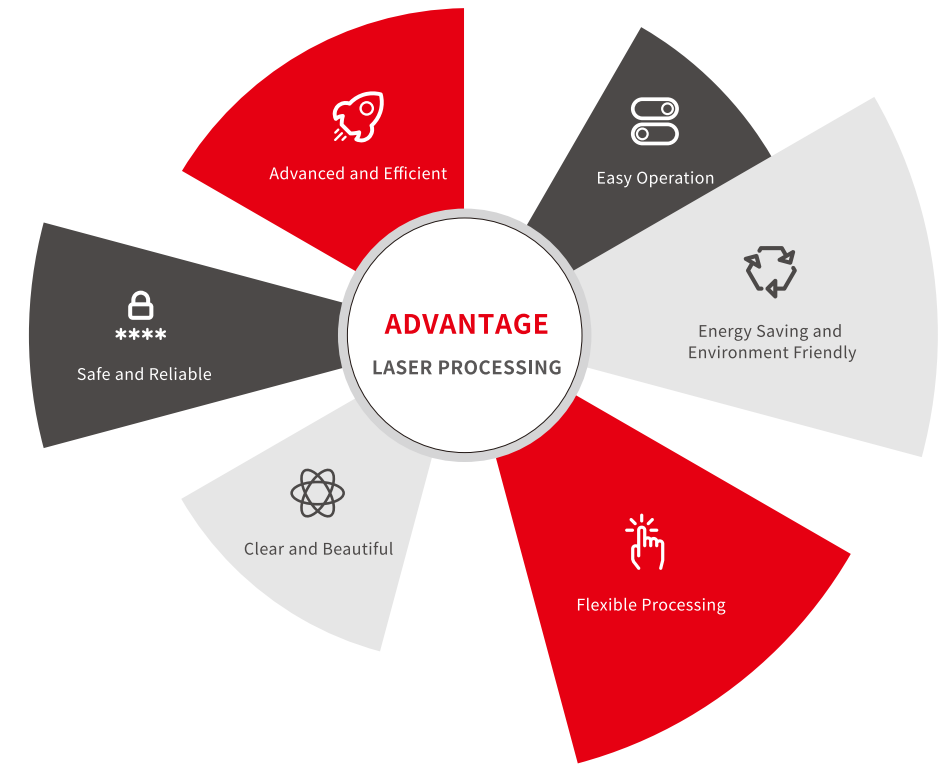 Advanced and Efficient
Easy Operation
Energy Saving and
Environment Friendly
ADVANTAGE
LASER PROCESSING
****
Safe and Reliable
Clear and Beautiful
Flexible Processing